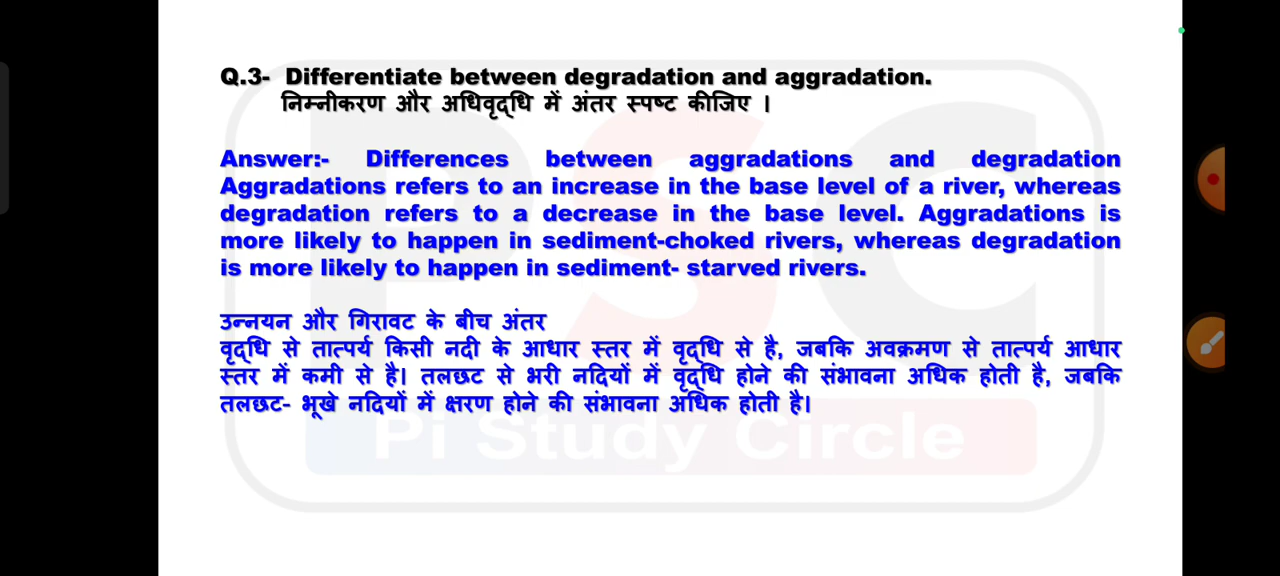 Q.3- Differentiate between degradation and aggradation.
निम्नीकरण और अधिवृद्धि में अंतर स्पष्ट कीजिए ।
Answer:- Differences between aggradations and degradation
Aggradations refers to an increase in the base level of a river, whereas
degradation refers to a decrease in the base level. Aggradations is
more likely to happen in sediment-choked rivers, whereas degradation
is more likely to happen in sediment- starved rivers.
उन्नयन और गिरावट के बीच अंतर
वृद्धि से तात्पर्य किसी नदी के आधार स्तर में वृद्धि से है, जबकि अवक्रमण से तात्पर्य आधार
स्तर में कमी से है। तलछट से भरी नदियों में वृद्धि होने की संभावना अधिक होती है, जबकि
तलछट- भूखे नदियों में क्षरण होने की संभावना अधिक होती है।
PSC
Pi Study Circle